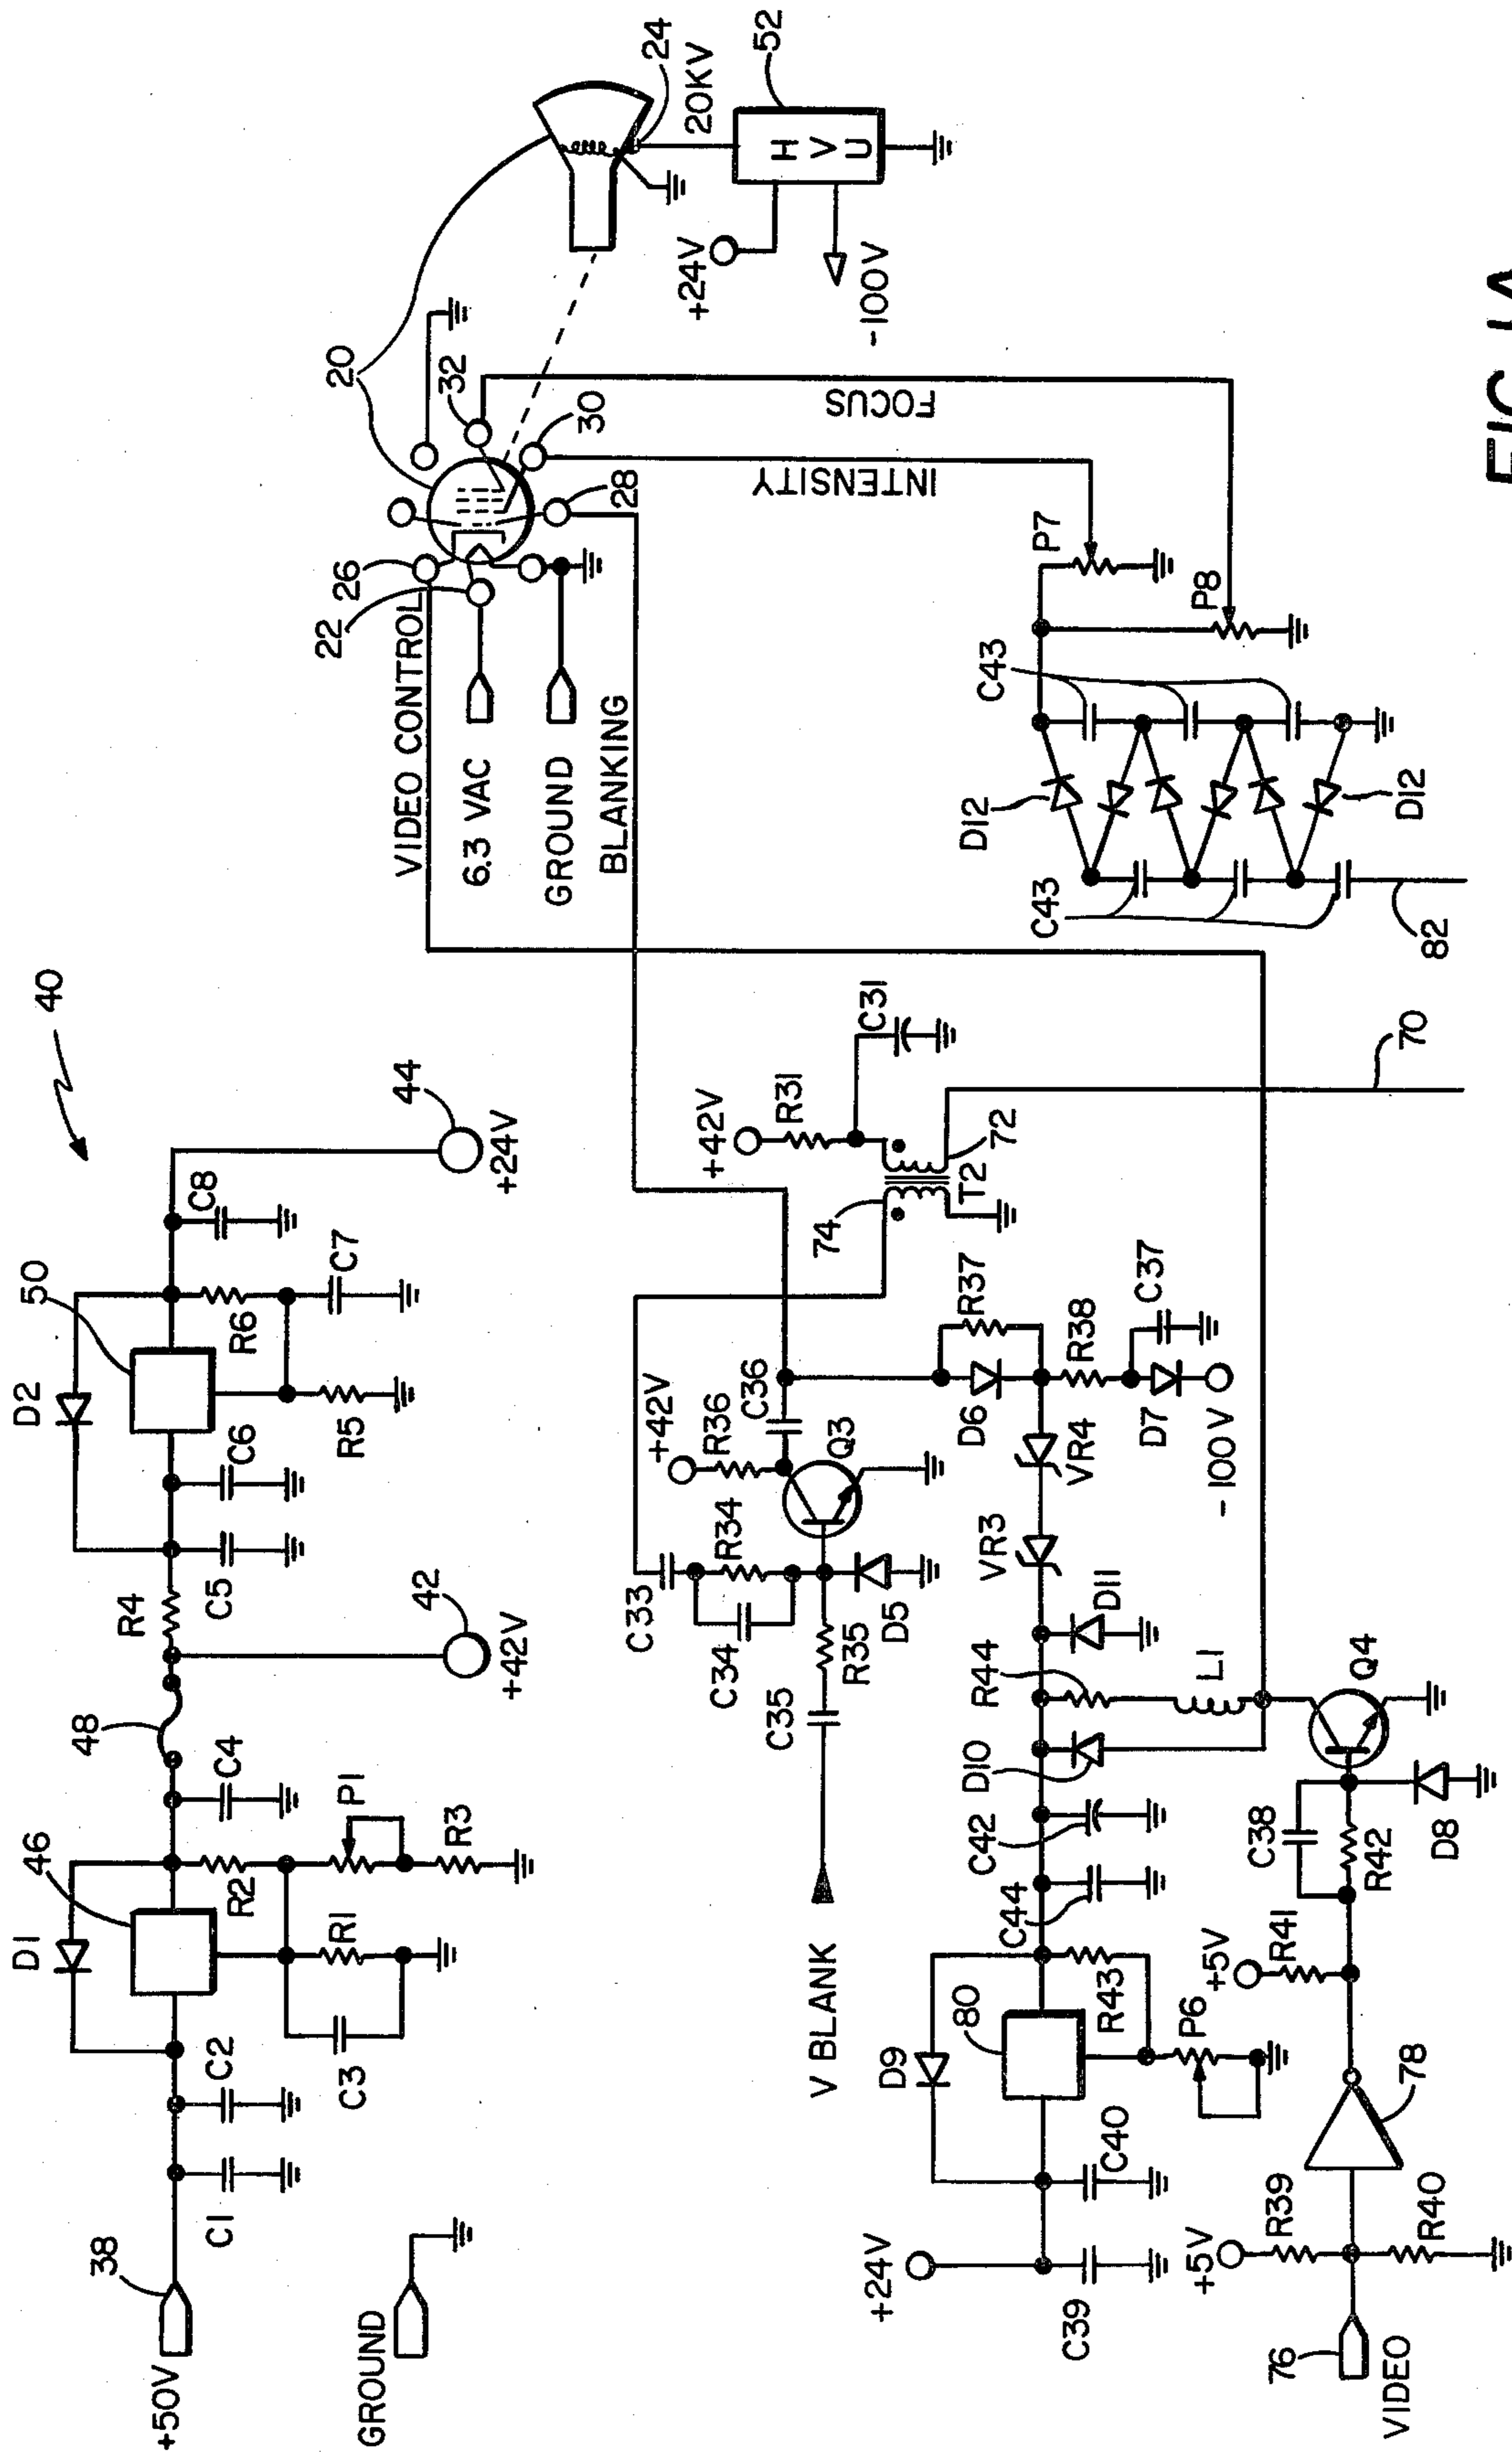 40
+50V
38
C1
C2
D1
46
C3
R1
R2
P1
R3
C4
48
42
+42V
R4
C5
C6
D2
50
R5
R6
C7
C8
44
+24V
GROUND
VIDEO CONTROL
22
26
20
32
30
28
6.3 VAC
GROUND
BLANKING
INTENSITY
FOCUS
24
20KV
52
H
V
U
+24V
-100V
V BLANK
C35
R35
C34
C33
R34
D5
+42V
R36
Q3
C36
74
T2
72
+42V
R31
C31
70
D6
R37
R38
D7
C37
-100V
VR4
VR3
D11
R44
L1
D10
C42
C44
R43
80
D9
P6
C40
C39
+24V
76
VIDEO
+5V
R39
R40
78
+5V
R41
R42
C38
D8
Q4
C43
D12
C43
D12
82
P7
P8
FIG. 1A